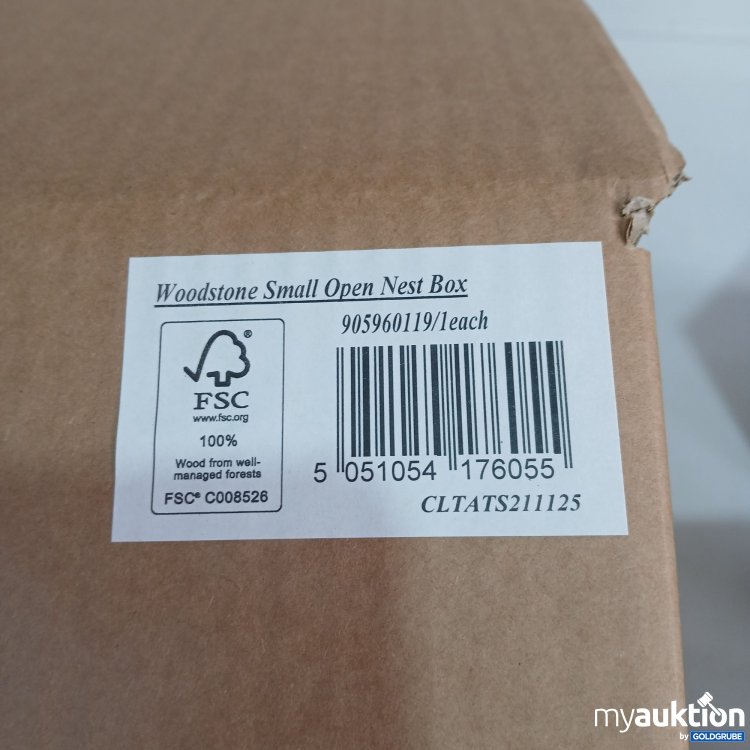 Woodstone Small Open Nest Box
905960119/1each
®
FSC
www.fsc.org
100%
Wood from well-
managed forests
FSC® C008526
5 051054 176055
CLTATS211125
myauktion
by GOLDGRUBE